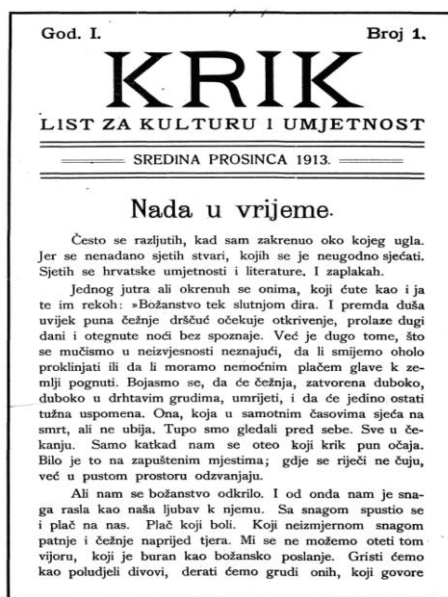 God. I.
Broj 1.
KRIK
LIST ZA KULTURU I UMJETNOST
SREDINA PROSINCA 1913.
Nada u vrijeme.
Često se razljutih, kad sam zakrenuo oko kojeg ugla.
Jer se nenadano sjetih stvari, kojih se je neugodno sjećati.
Sjetih se hrvatske umjetnosti i literature. I zaplakah.
Jednog jutra ali okrenuh se onima, koji ćute kao i ja
te im rekoh: »Božanstvo tek slutnjom dira. I premda duša
uvijek puna čežnje dršćuć očekuje otkrivenje, prolaze dugi
dani i otegnute noći bez spoznaje. Već je dugo tome, što
se mučismo u neizvjesnosti neznajući, da li smijemo oholo
proklinjati ili da li moramo nemoćnim plačem glave k ze-
mlji pognuti. Bojasmo se, da će čežnja, zatvorena duboko,
duboko u drhtavim grudima, umrijeti, i da će jedino ostati
tužna uspomena. Ona, koja u samotnim časovima sjeća na
smrt, ali ne ubija. Tupo smo gledali pred sebe. Sve u če-
kanju. Samo katkad nam se oteo koji krik pun očaja.
Bilo je to na zapuštenim mjestima; gdje se riječi ne čuju,
već u pustom prostoru odzvanjaju.
Ali nam se božanstvo odkrilo. I od onda nam je sna-
ga rasla kao naša ljubav k njemu. Sa snagom spustio se
i plač na nas. Plač koji boli. Koji neizmjernom snagom
patnje i čežnje naprijed tjera. Mi se ne možemo oteti tom
vijoru, koji je buran kao božansko poslanje. Gristi ćemo
kao poludjeli divovi, derati ćemo grudi onih, koji govore